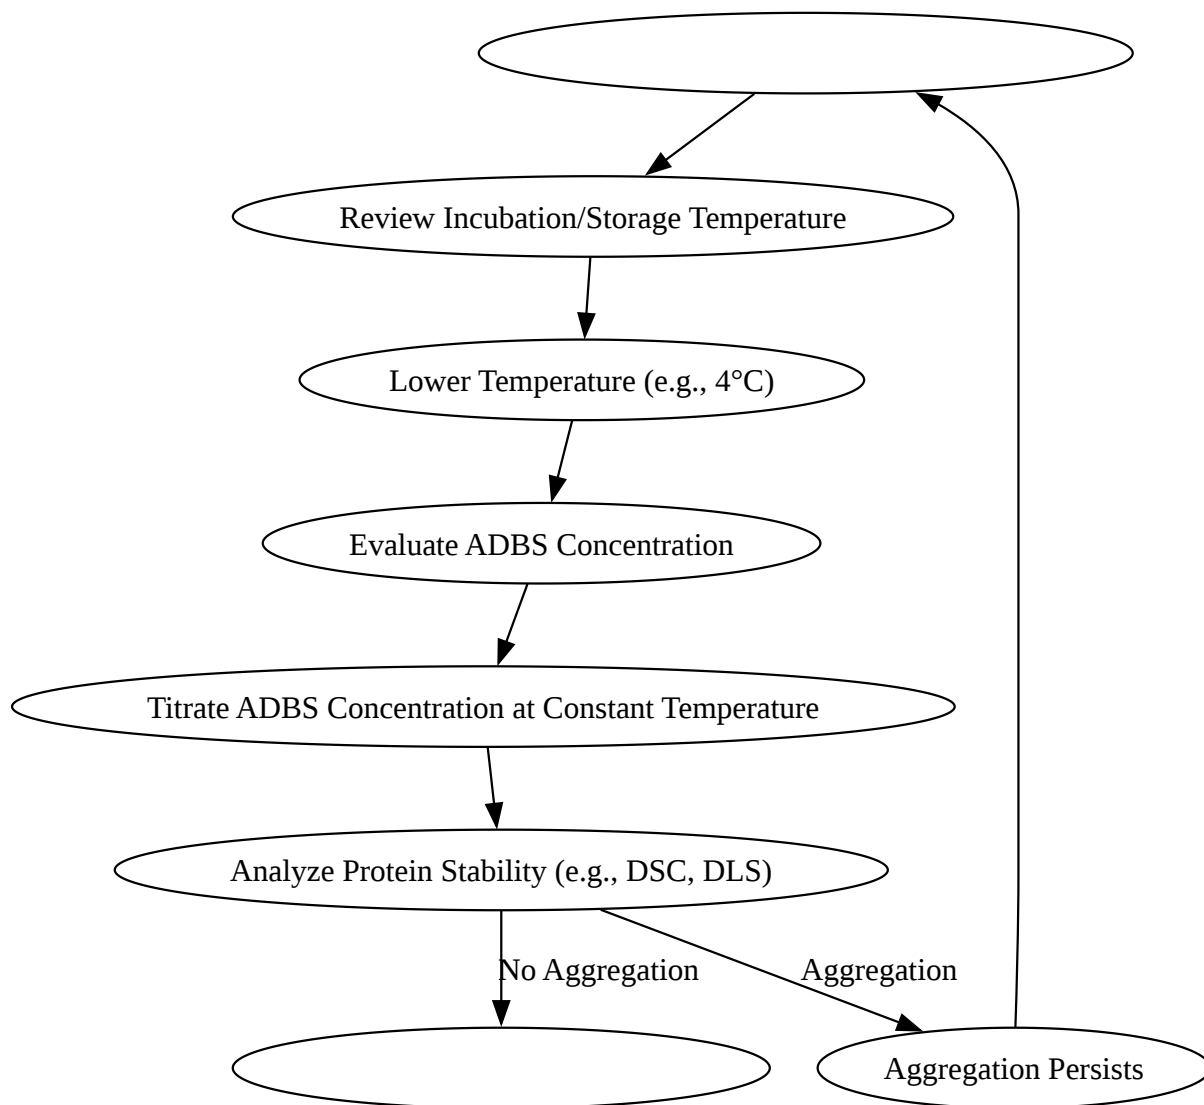 Review Incubation/Storage Temperature
Lower Temperature (e.g., 4°C)
Evaluate ADBS Concentration
Titrate ADBS Concentration at Constant Temperature
Analyze Protein Stability (e.g., DSC, DLS)
No Aggregation
Aggregation
Aggregation Persists